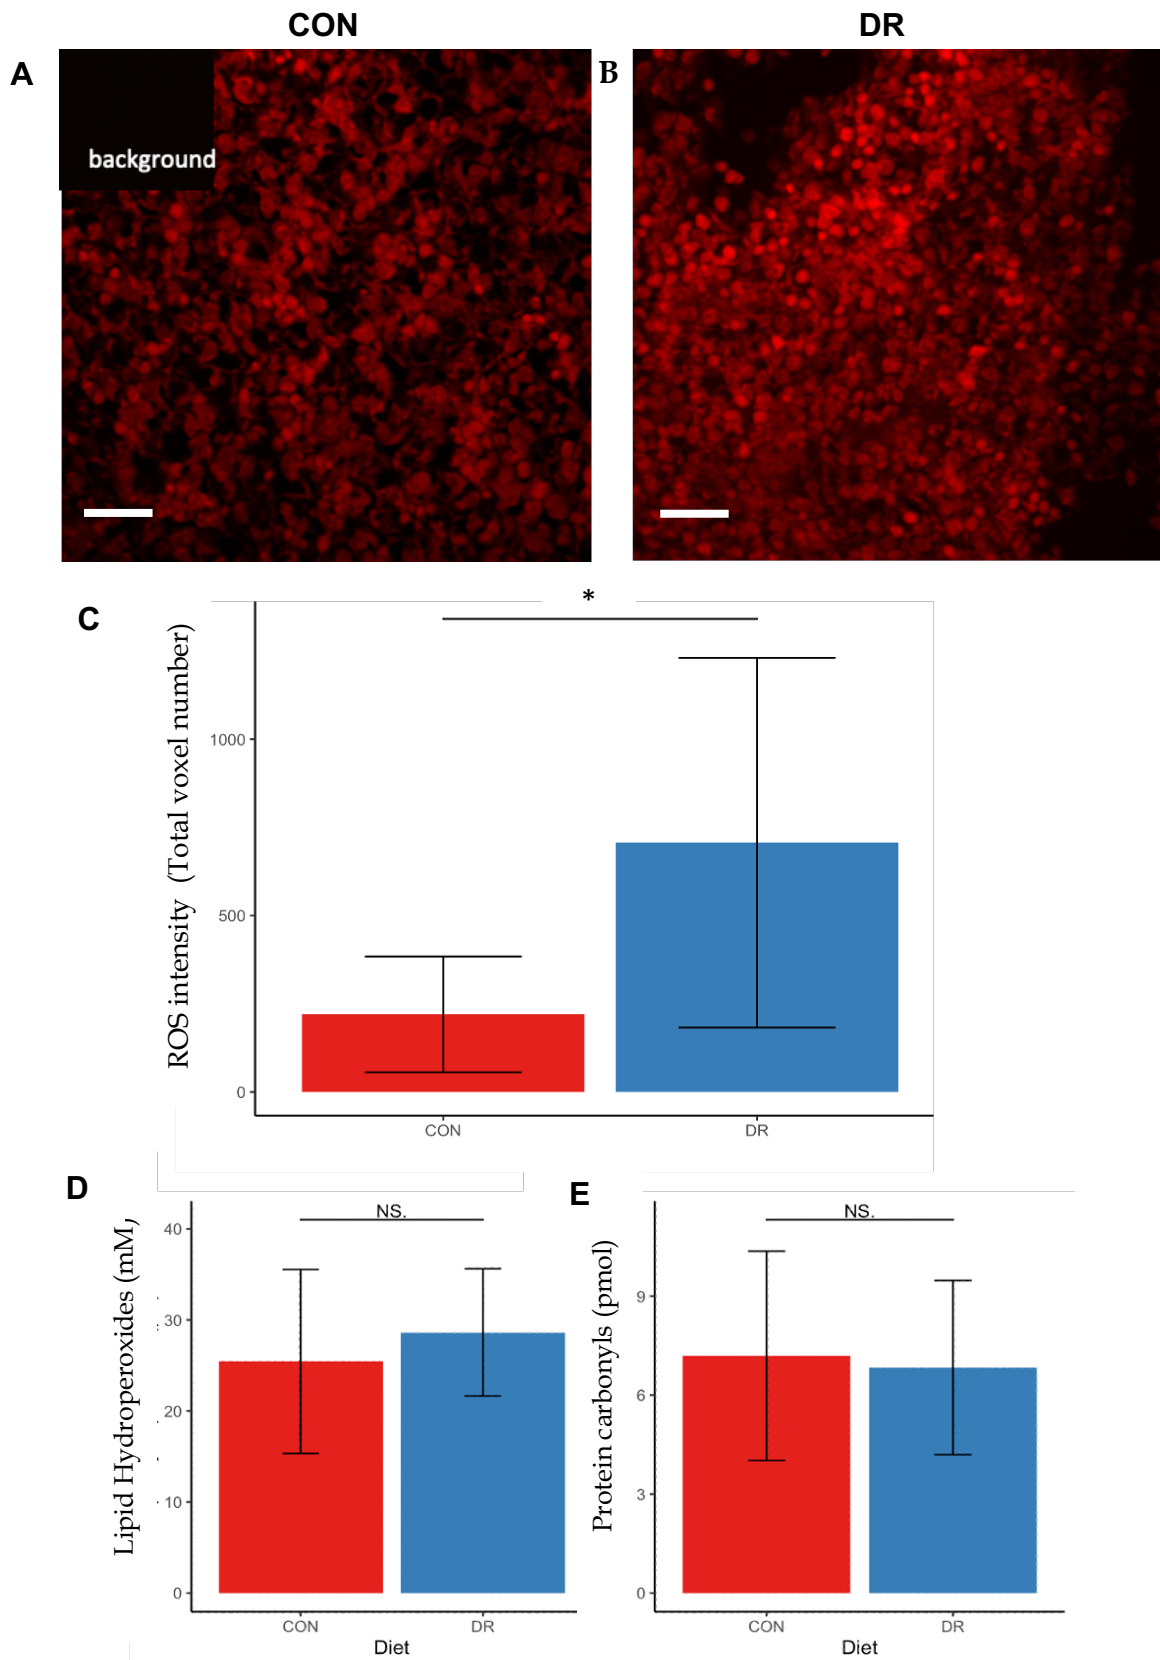 CON
DR
A
background
B
C
*
ROS intensity (Total voxel number)
1000
500
0
CON
DR
D
NS.
Lipid Hydroperoxides (mM)
40
30
20
10
0
CON
DR
Diet
E
NS.
Protein carbonyls (pmol)
9
6
3
0
CON
DR
Diet